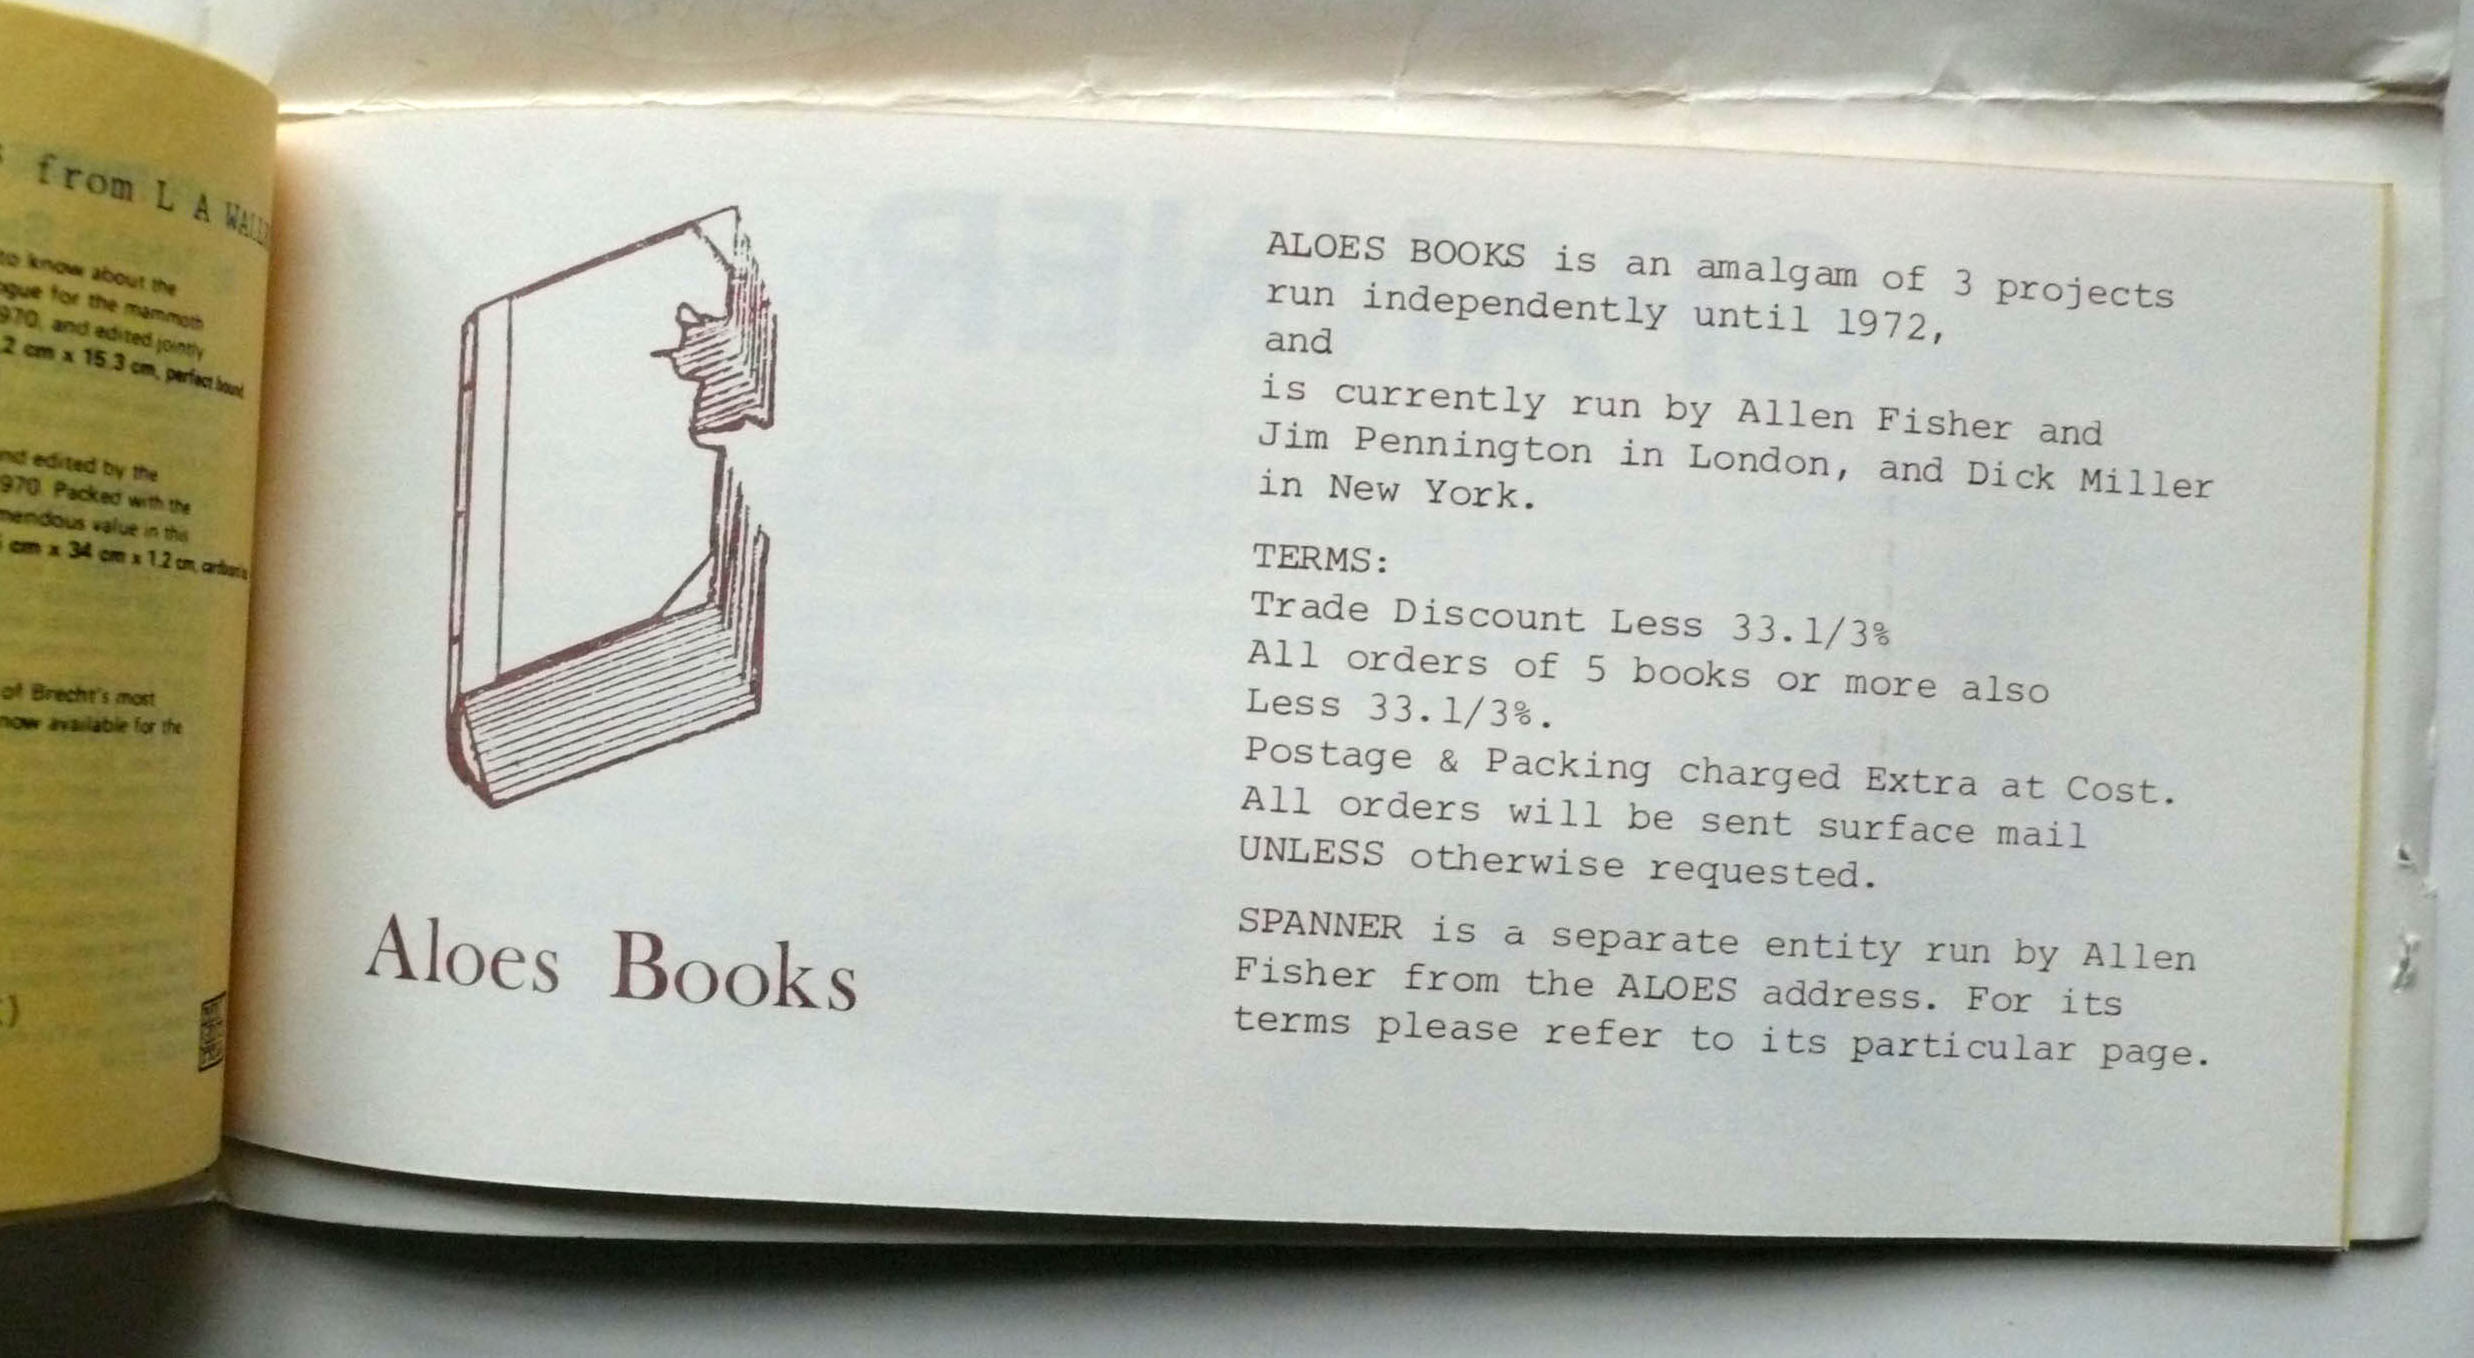 from L A
to know about the
for the mammoth
970, and edited jointly
2 cm x 15.3 cm, perfect bound
edited by the
970. Packed with the
value in this
cm x 34 cm x 1.2 cm,
of Brecht's most
now available for the
Aloes Books
ALOES BOOKS is an amalgam of 3 projects
run independently until 1972,
and
is currently run by Allen Fisher and
Jim Pennington in London, and Dick Miller
in New York.
TERMS:
Trade Discount Less 33.1/3%
All orders of 5 books or more also
Less 33.1/3%.
Postage & Packing charged Extra at Cost.
All orders will be sent surface mail
UNLESS otherwise requested.
SPANNER is a separate entity run by Allen
Fisher from the ALOES address. For its
terms please refer to its particular page.